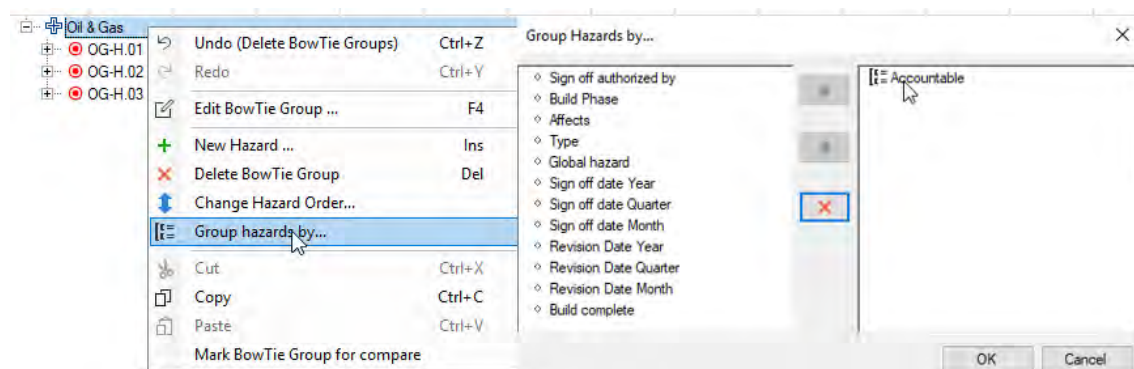 Oil & Gas
OG-H.01
OG-H.02
OG-H.03
Undo (Delete BowTie Groups) Ctrl+Z
Redo Ctrl+Y
Edit BowTie Group ... F4
New Hazard ... Ins
Delete BowTie Group Del
Change Hazard Order...
Group hazards by...
Cut Ctrl+X
Copy Ctrl+C
Paste Ctrl+V
Mark BowTie Group for compare
Group Hazards by...
Sign off authorized by
Build Phase
Affects
Type
Global hazard
Sign off date Year
Sign off date Quarter
Sign off date Month
Revision Date Year
Revision Date Quarter
Revision Date Month
Build complete
Accountable
OK Cancel